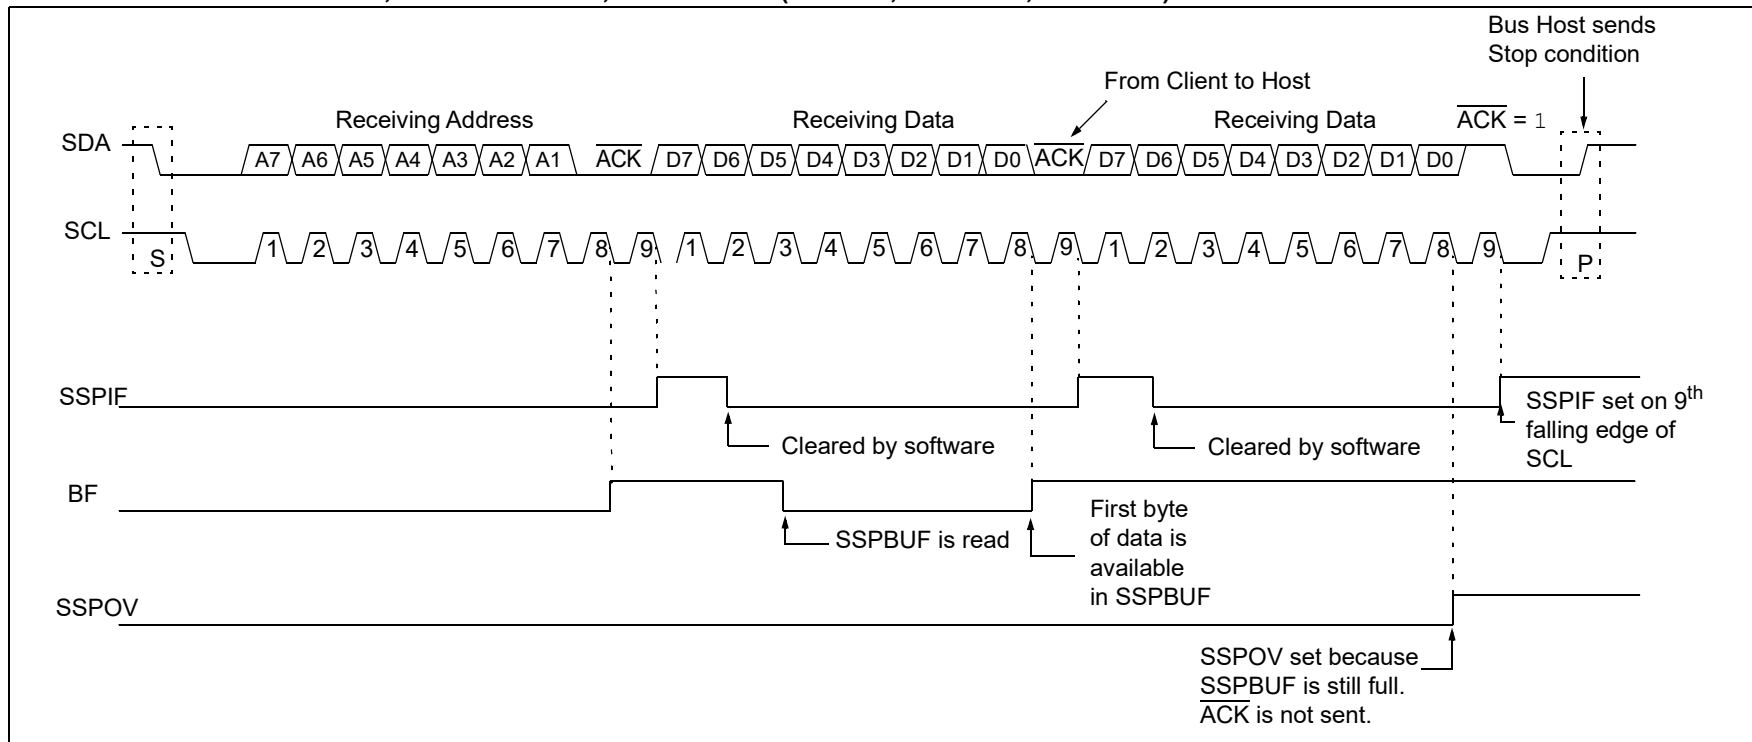 Bus Host sends
Stop condition
From Client to Host
Receiving Address
Receiving Data
Receiving Data
ACK = 1
SDA
A7 A6 A5 A4 A3 A2 A1 ACK D7 D6 D5 D4 D3 D2 D1 D0 ACK D7 D6 D5 D4 D3 D2 D1 D0
SCL
S
1 2 3 4 5 6 7 8 9 1 2 3 4 5 6 7 8 9 1 2 3 4 5 6 7 8 9
P
SSPIF
Cleared by software
Cleared by software
SSPIF set on 9th
falling edge of
SCL
BF
SSPBUF is read
First byte
of data is
available
in SSPBUF
SSPOV
SSPOV set because
SSPBUF is still full.
ACK is not sent.